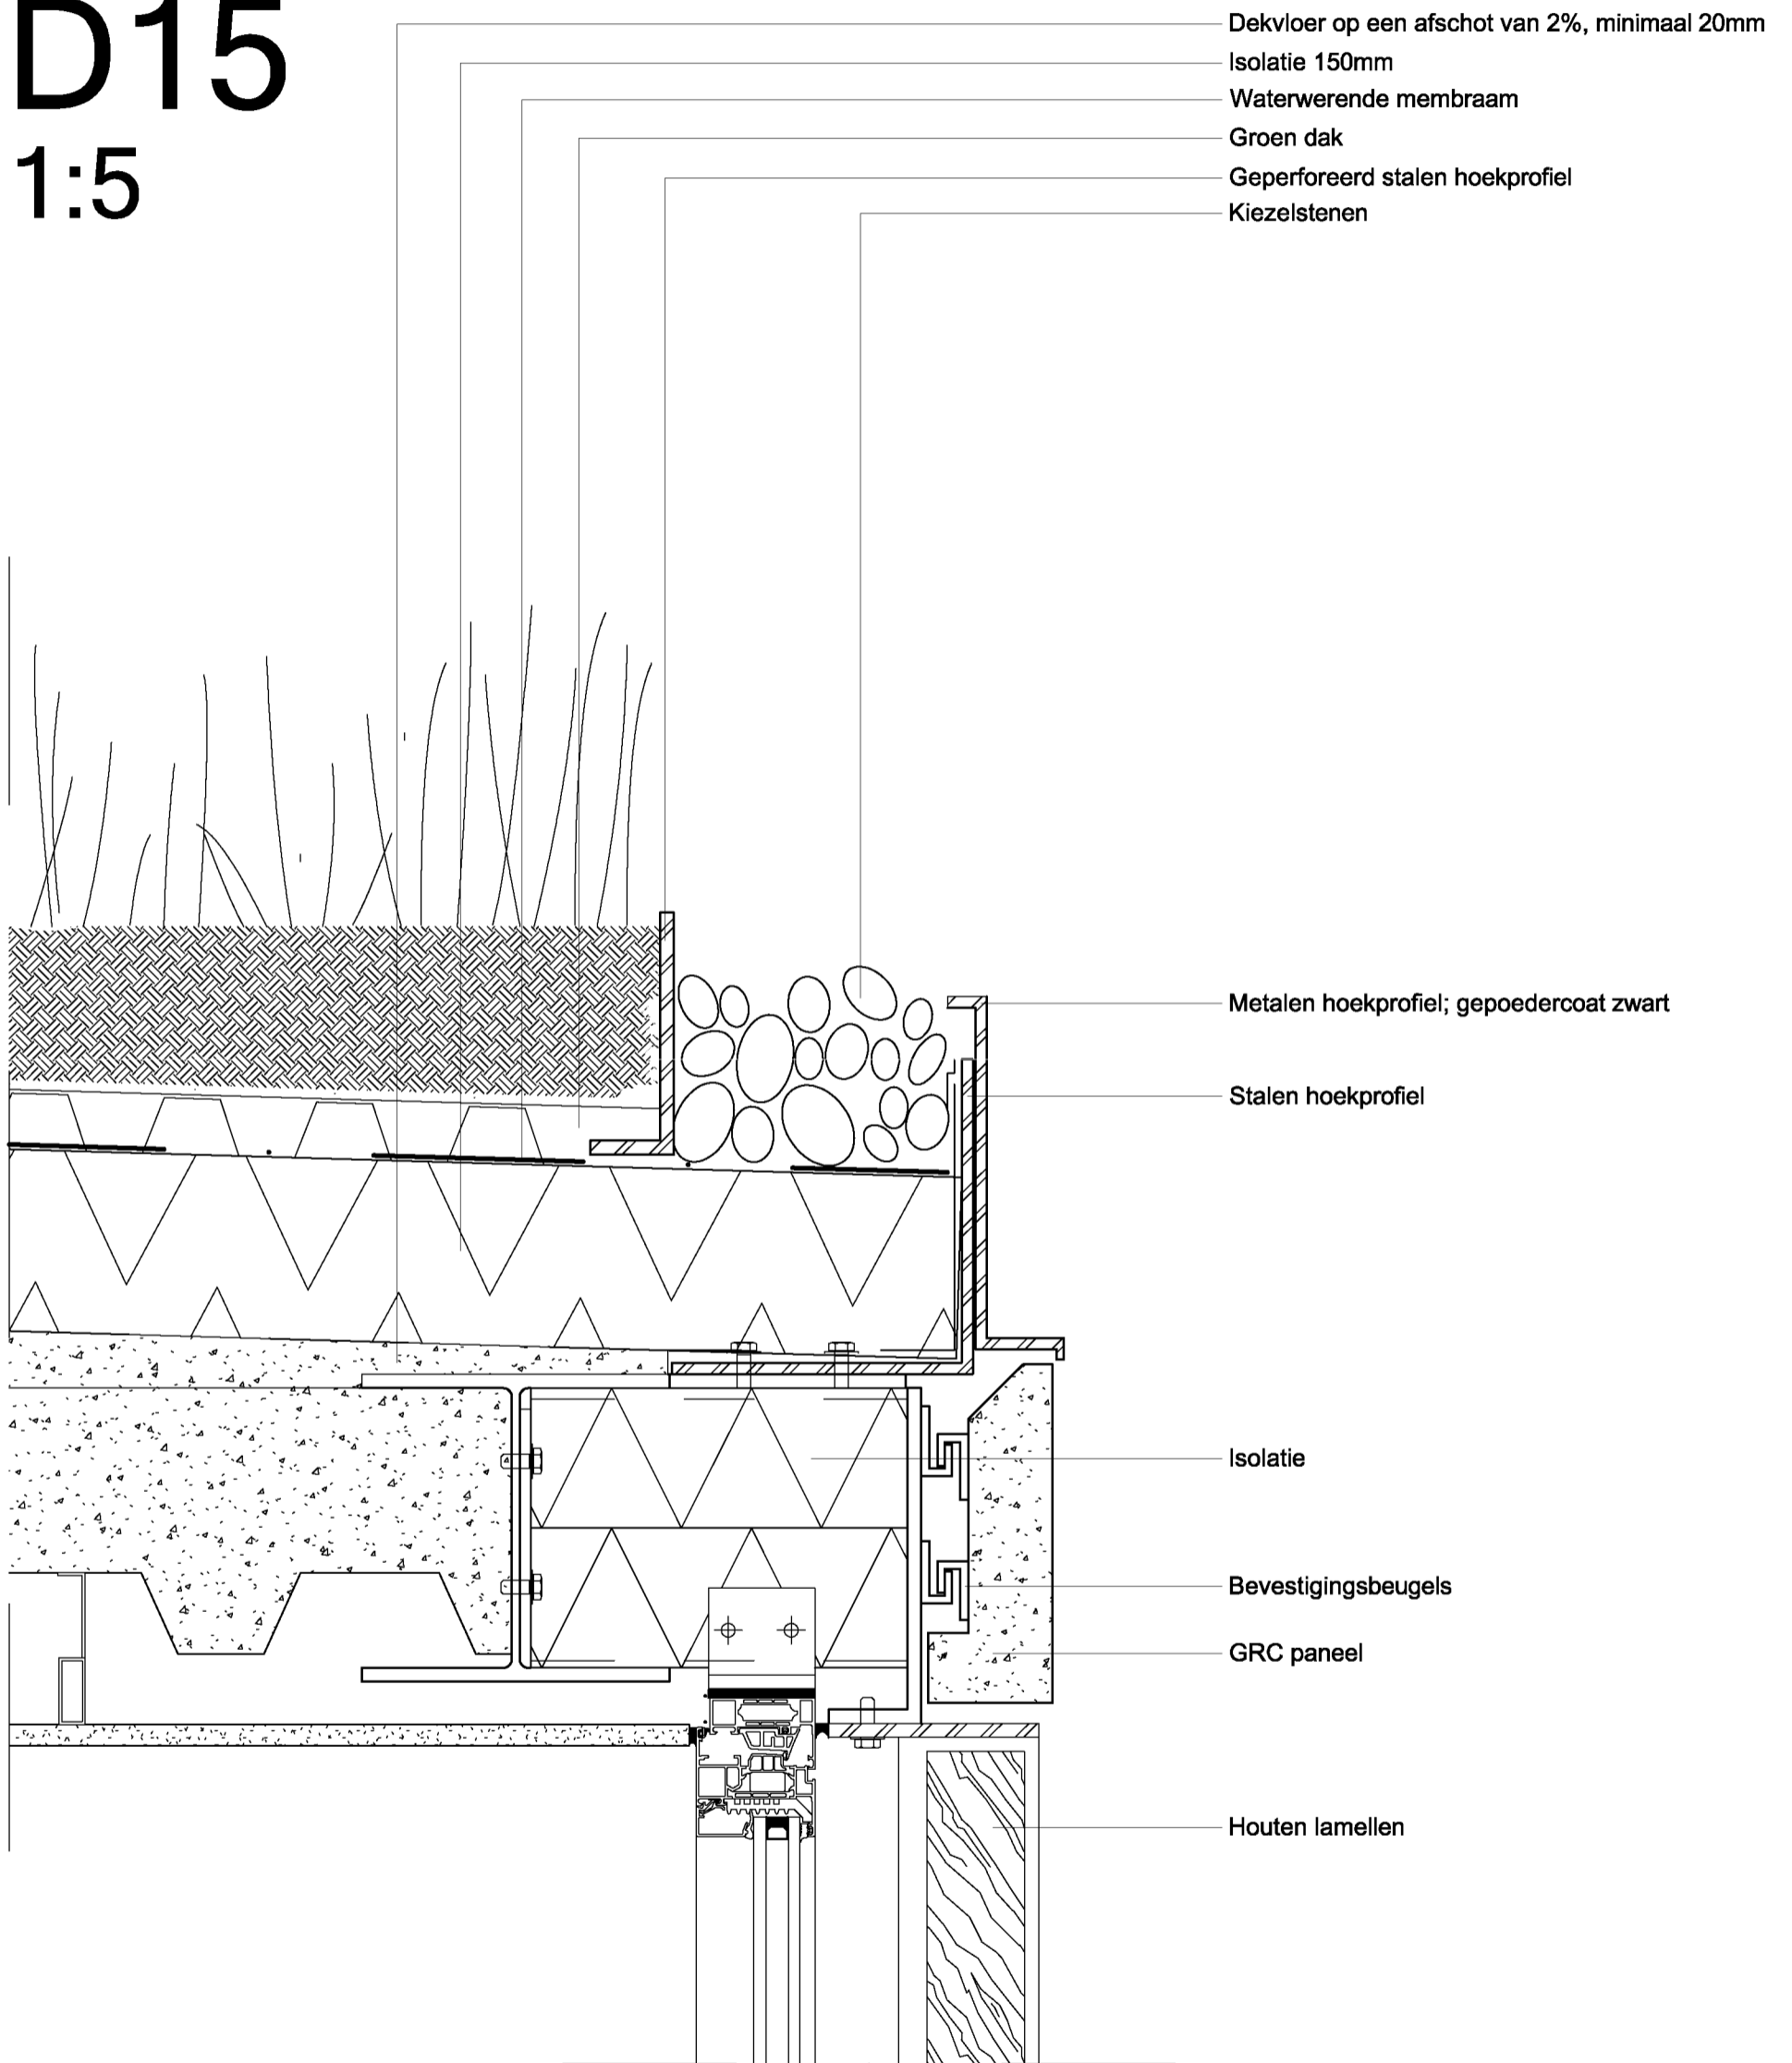 D15
1:5
Dekvloer op een afschot van 2%, minimaal 20mm
Isolatie 150mm
Waterwerende membraam
Groen dak
Geperforeerd stalen hoekprofiel
Kiezelstenen
Metalen hoekprofiel; gepoedercoat zwart
Stalen hoekprofiel
Isolatie
Bevestigingsbeugels
GRC paneel
Houten lamellen